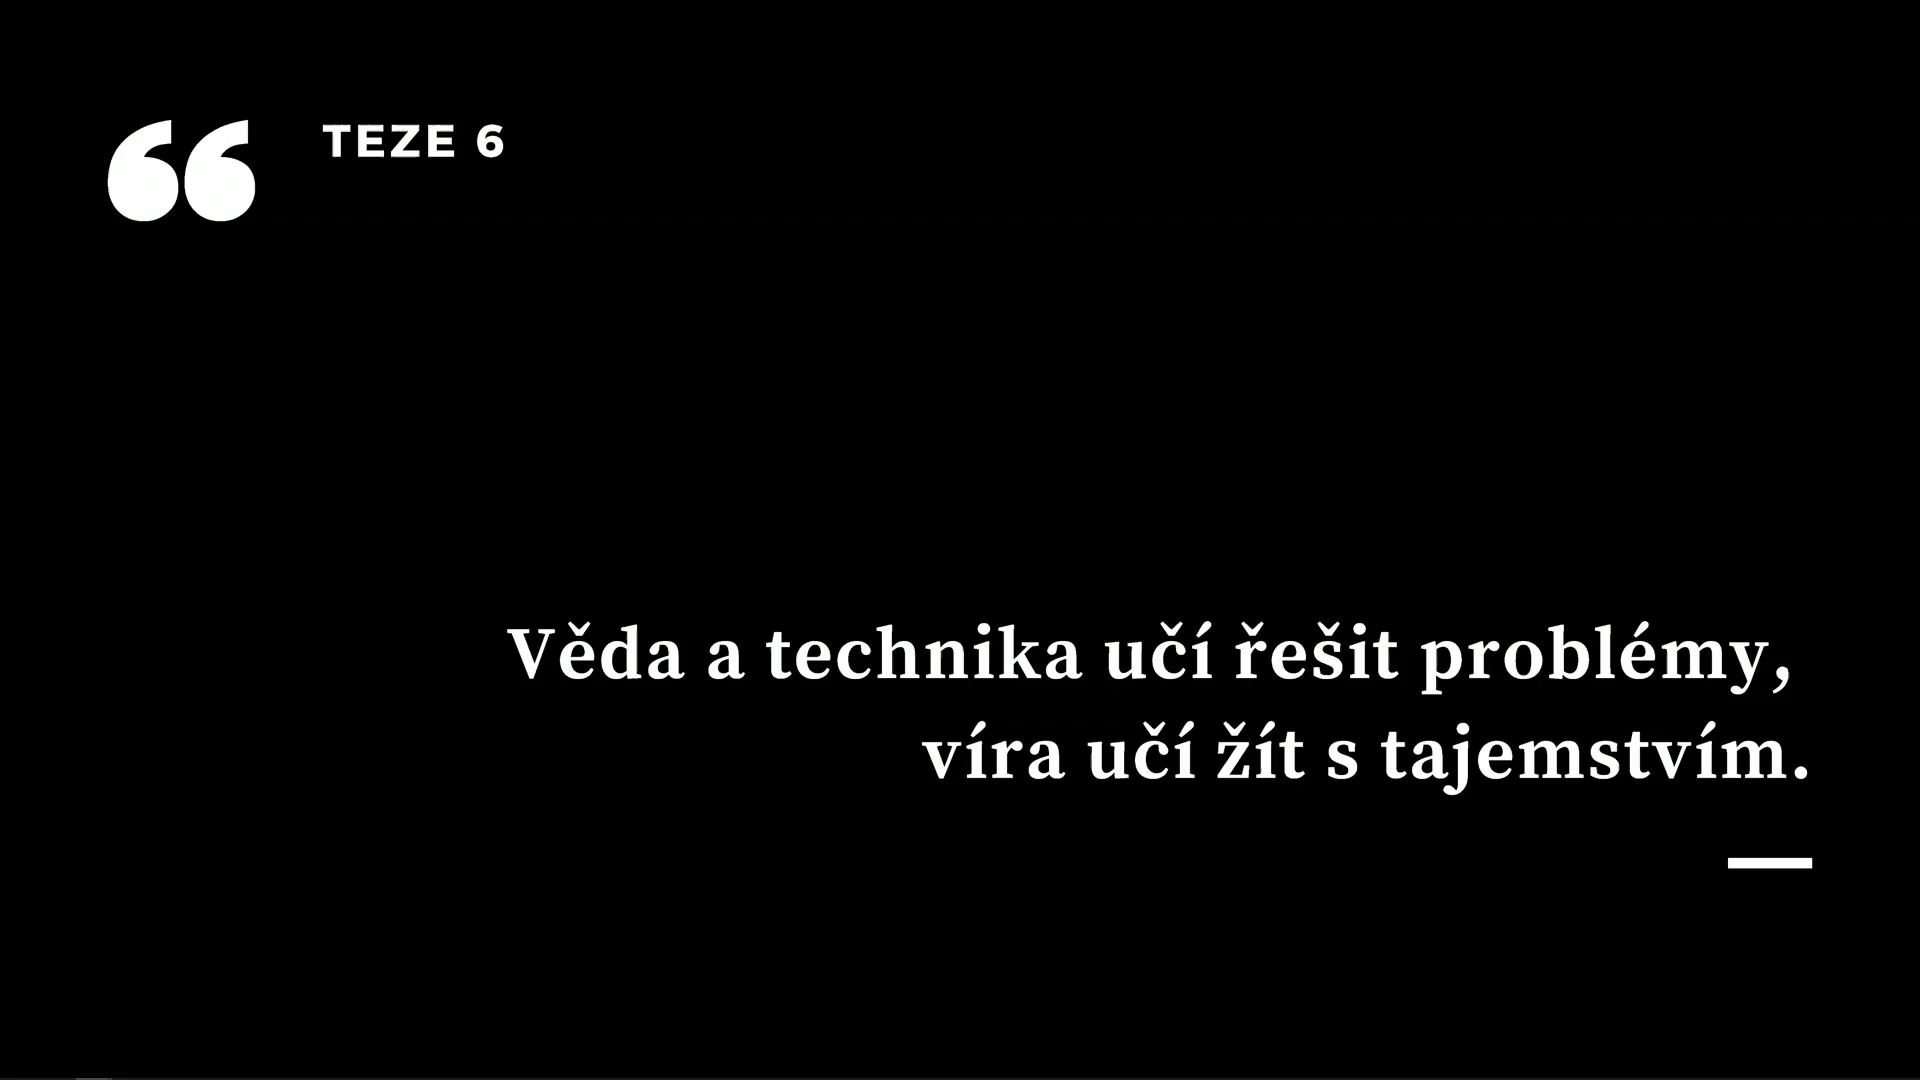 TEZE 6
Věda a technika učí řešit problémy,
víra učí žít s tajemstvím.